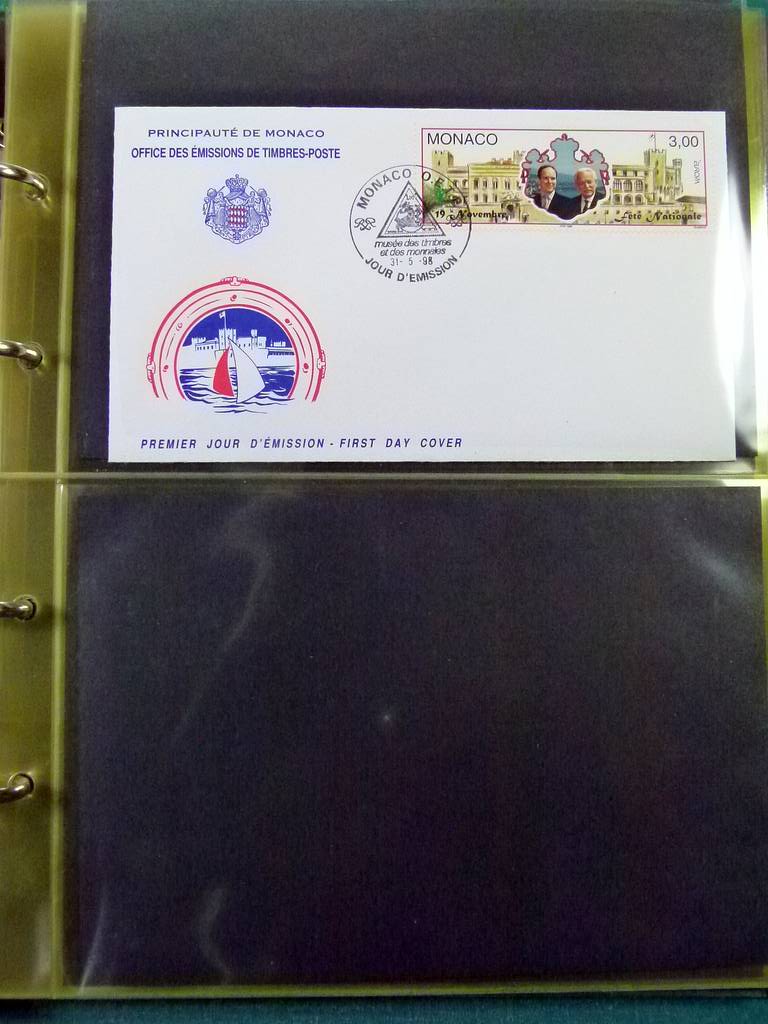 PRINCIPAUTÉ DE MONACO
OFFICE DES ÉMISSIONS DE TIMBRES-POSTE
MONACO
3,00
EUROPA
19 Novembre
Fête Nationale
MONACO
musée des timbres
et des monnaies
31- 5 -98
JOUR D'ÉMISSION
PREMIER JOUR D'ÉMISSION - FIRST DAY COVER